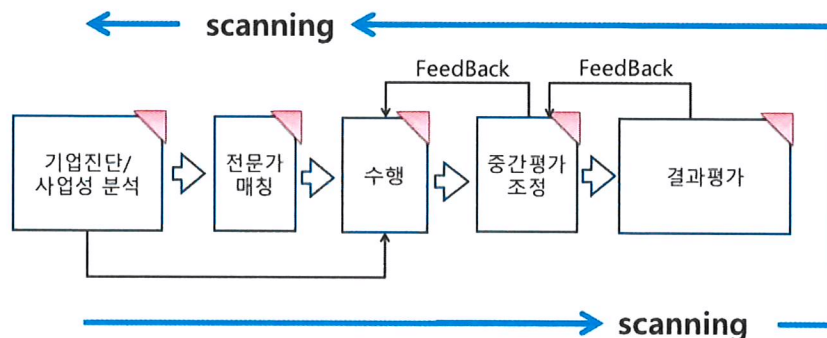 scanning
FeedBack
FeedBack
기업진단/
사업성 분석
전문가
매칭
수행
중간평가
조정
결과평가
scanning